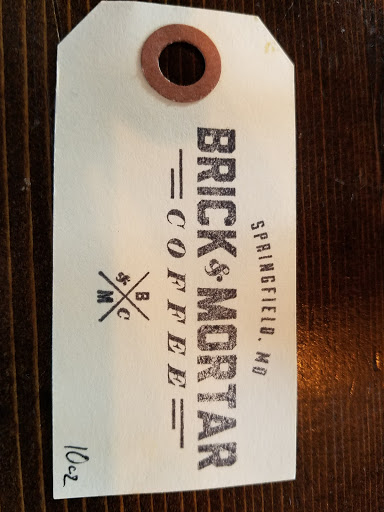 SPRINGFIELD, MO
BRICK & MORTAR
COFFEE
B
& C
M
10oz